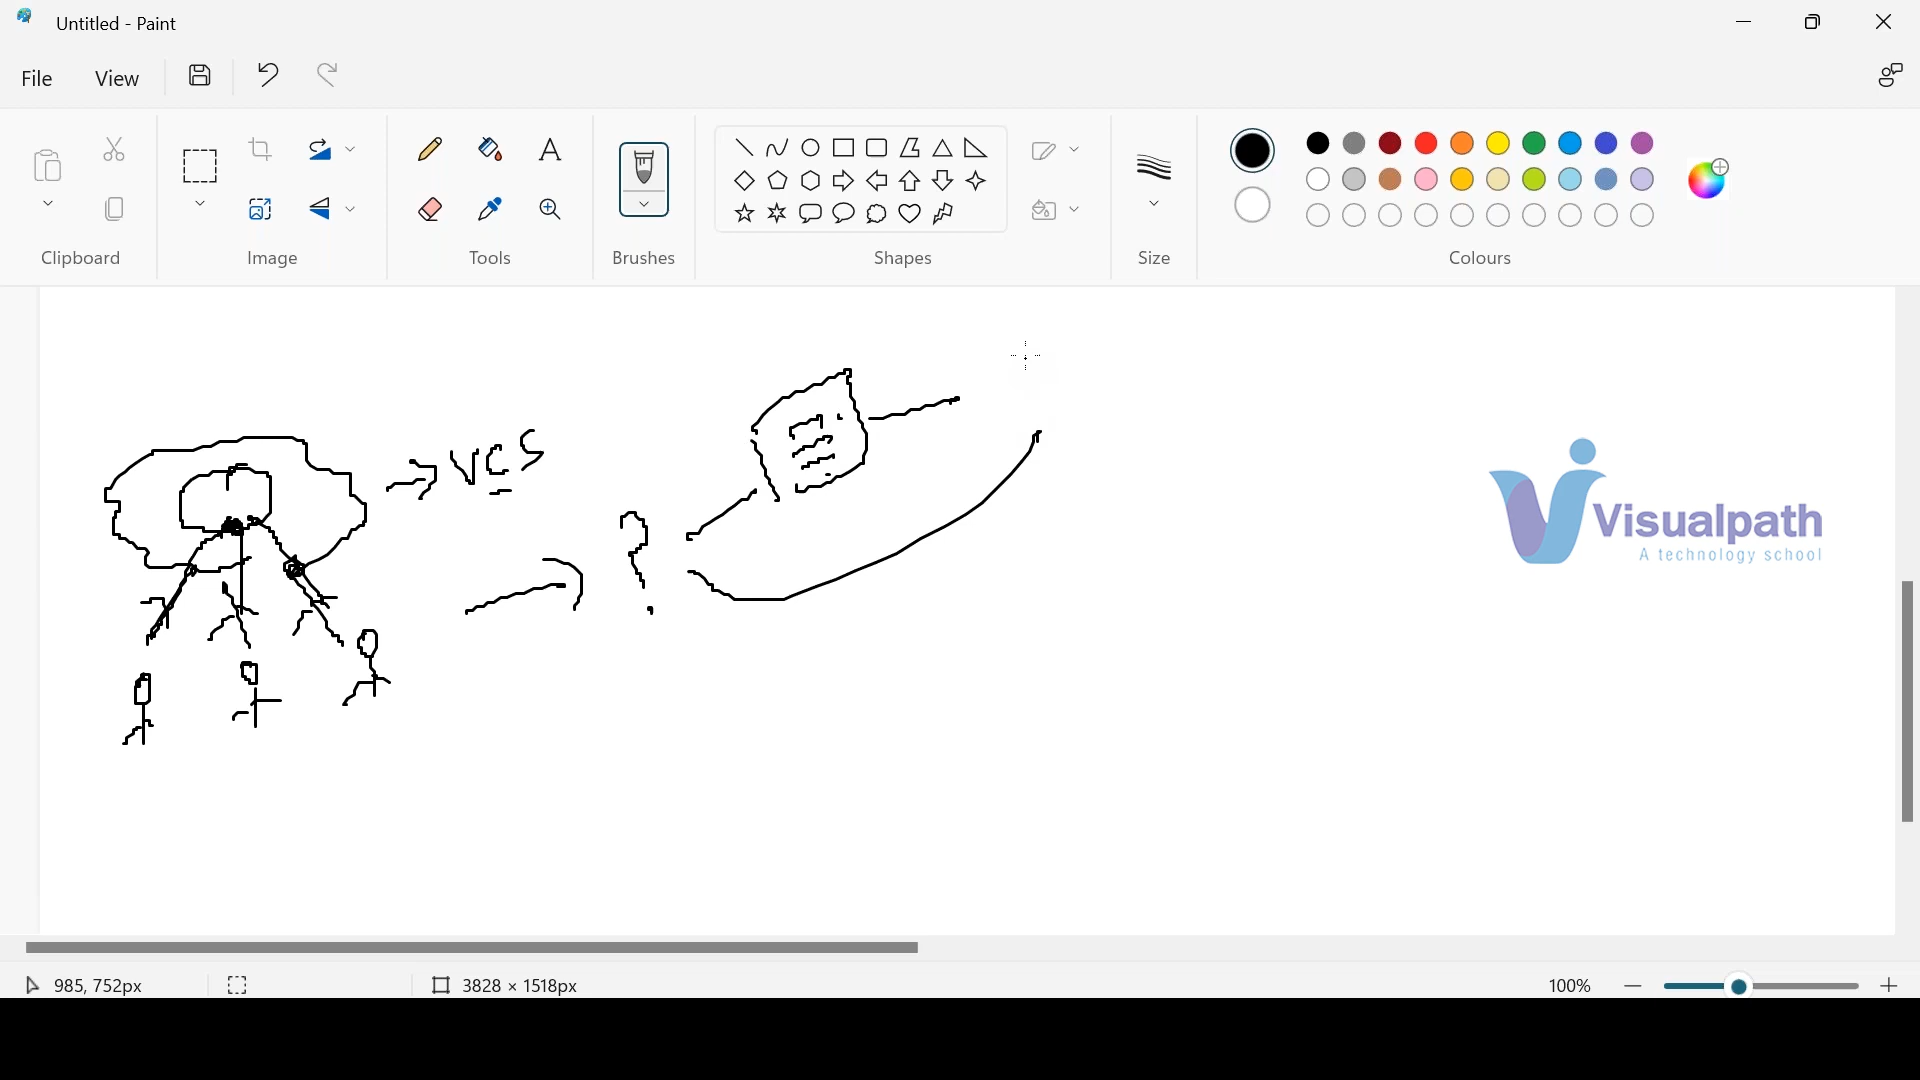 Untitled - Paint
File View
Clipboard
Image
Tools
Brushes
Shapes
Size
Colours
VCS
?
Visualpath
A technology school
985, 752px
3828 × 1518px
100%